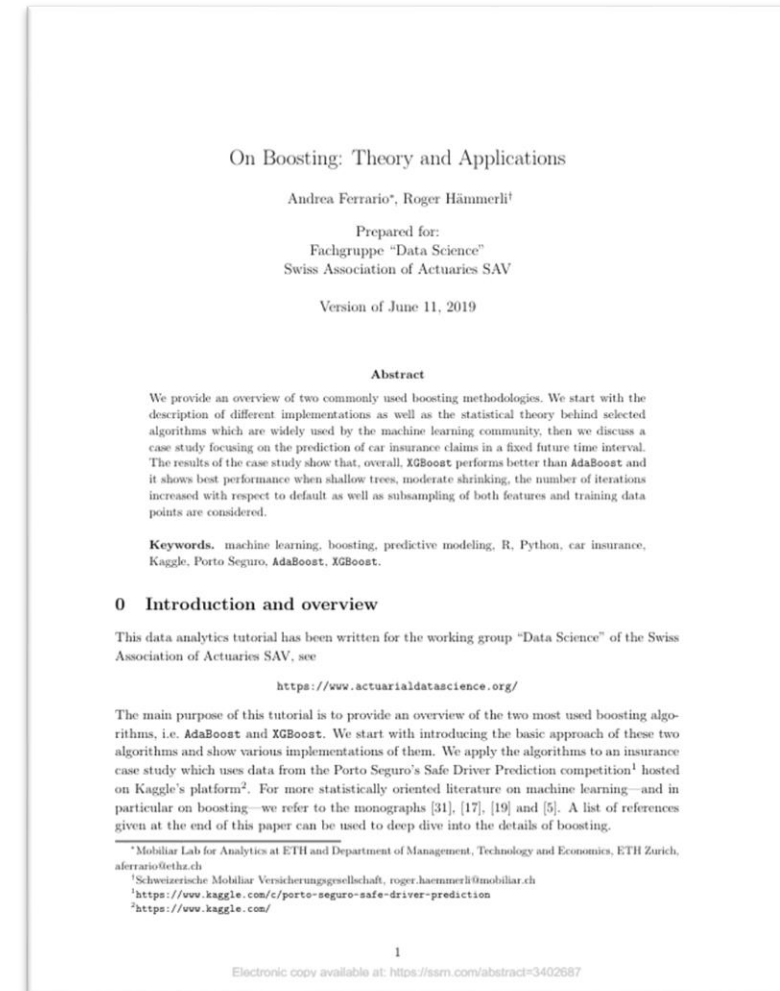 On Boosting: Theory and Applications
Andrea Ferrario*, Roger Hämmerli†
Prepared for:
Fachgruppe “Data Science”
Swiss Association of Actuaries SAV
Version of June 11, 2019
Abstract
We provide an overview of two commonly used boosting methodologies. We start with the
description of different implementations as well as the statistical theory behind selected
algorithms which are widely used by the machine learning community, then we discuss a
case study focusing on the prediction of car insurance claims in a fixed future time interval.
The results of the case study show that, overall, XGBoost performs better than AdaBoost and
it shows best performance when shallow trees, moderate shrinking, the number of iterations
increased with respect to default as well as subsampling of both features and training data
points are considered.
Keywords. machine learning, boosting, predictive modeling, R, Python, car insurance,
Kaggle, Porto Seguro, AdaBoost, XGBoost.
0 Introduction and overview
This data analytics tutorial has been written for the working group “Data Science” of the Swiss
Association of Actuaries SAV, see
https://www.actuarialdatascience.org/
The main purpose of this tutorial is to provide an overview of the two most used boosting algo-
rithms, i.e. AdaBoost and XGBoost. We start with introducing the basic approach of these two
algorithms and show various implementations of them. We apply the algorithms to an insurance
case study which uses data from the Porto Seguro’s Safe Driver Prediction competition¹ hosted
on Kaggle’s platform². For more statistically oriented literature on machine learning—and in
particular on boosting—we refer to the monographs [31], [17], [19] and [5]. A list of references
given at the end of this paper can be used to deep dive into the details of boosting.
*Mobiliar Lab for Analytics at ETH and Department of Management, Technology and Economics, ETH Zurich,
aferrario@ethz.ch
†Schweizerische Mobiliar Versicherungsgesellschaft, roger.haemmerli@mobiliar.ch
¹https://www.kaggle.com/c/porto-seguro-safe-driver-prediction
²https://www.kaggle.com/
1
Electronic copy available at: https://ssrn.com/abstract=3402687